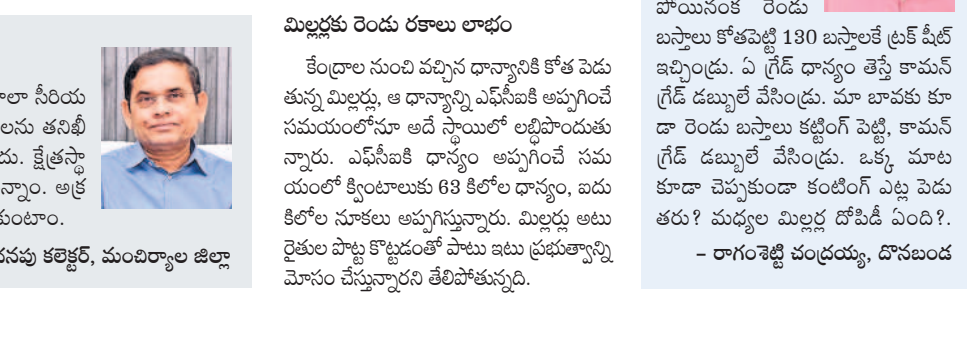 లా సీరియ
లను తనిఖీ
దు. క్షేత్రస్థా
న్నాం. అక్ర
కుంటాం.
నపు కలెక్టర్, మంచిర్యాల జిల్లా
మిల్లర్లకు రెండు రకాలు లాభం
కేంద్రాల నుంచి వచ్చిన ధాన్యానికి కోత పెడు
తున్న మిల్లర్లు, ఆ ధాన్యాన్ని ఎఫ్‌సీఐకి అప్పగించే
సమయంలోనూ అదే స్థాయిలో లబ్ధిపొందుతు
న్నారు. ఎఫ్‌సీఐకి ధాన్యం అప్పగించే సమ
యంలో క్వింటాలుకు 63 కిలోల ధాన్యం, ఐదు
కిలోల నూకలు అప్పగిస్తున్నారు. మిల్లర్లు అటు
రైతుల పొట్ట కొట్టడంతో పాటు ఇటు ప్రభుత్వాన్ని
మోసం చేస్తున్నారని తేలిపోతున్నది.
పోయినంక రెండు
బస్తాలు కోతపెట్టి 130 బస్తాలకే ట్రక్ షీట్
ఇచ్చిండ్రు. ఏ గ్రేడ్ ధాన్యం తెస్తే కామన్
గ్రేడ్ డబ్బులే వేసిండ్రు. మా బావకు కూ
డా రెండు బస్తాలు కట్టింగ్ పెట్టి, కామన్
గ్రేడ్ డబ్బులే వేసిండ్రు. ఒక్క మాట
కూడా చెప్పకుండా కంటింగ్ ఎట్ల పెడు
తరు? మధ్యల మిల్లర్ల దోపిడీ ఏంది?.
– రాగంశెట్టి చంద్రయ్య, దొనబండ